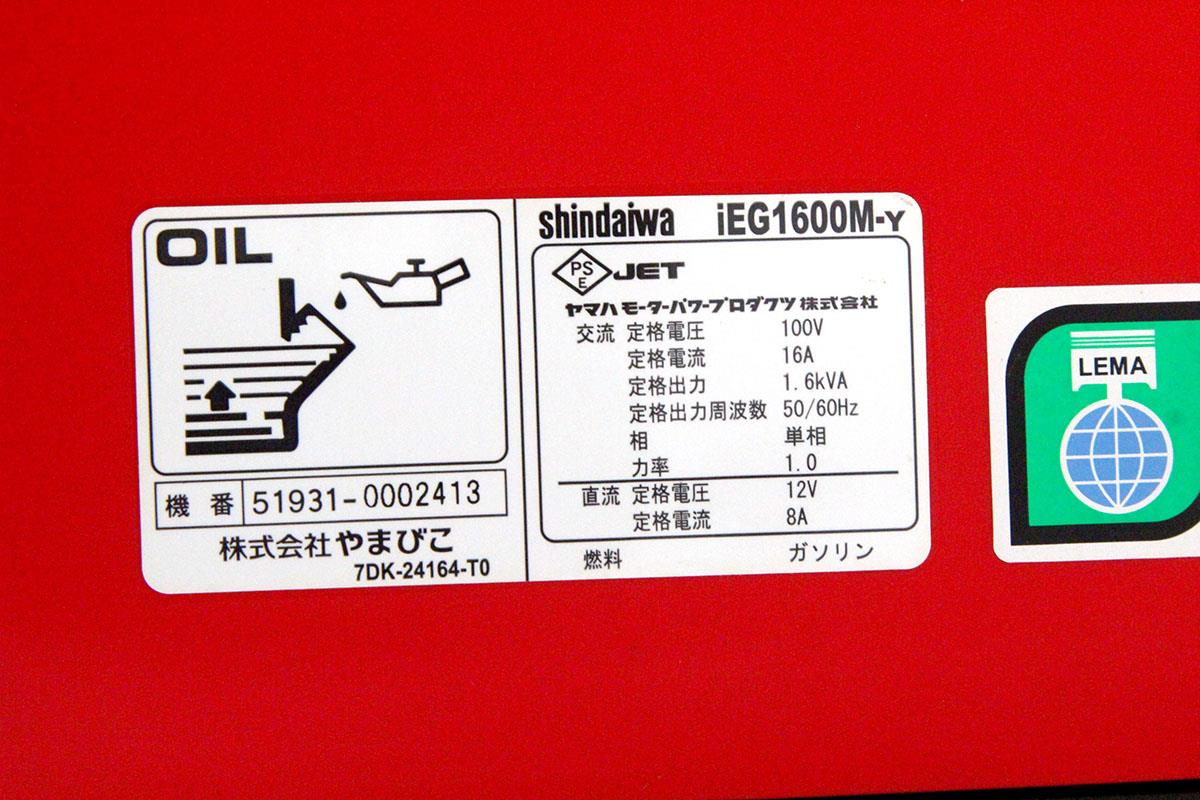 OIL
機 番 51931-0002413
株式会社やまびこ
7DK-24164-T0
shindaiwa iEG1600M-Y
PS
E
JET
ヤマハ モーターパワープロダクツ 株式会社
交流 定格電圧 100V
定格電流 16A
定格出力 1.6kVA
定格出力周波数 50/60Hz
相 単相
力率 1.0
直流 定格電圧 12V
定格電流 8A
燃料 ガソリン
LEMA